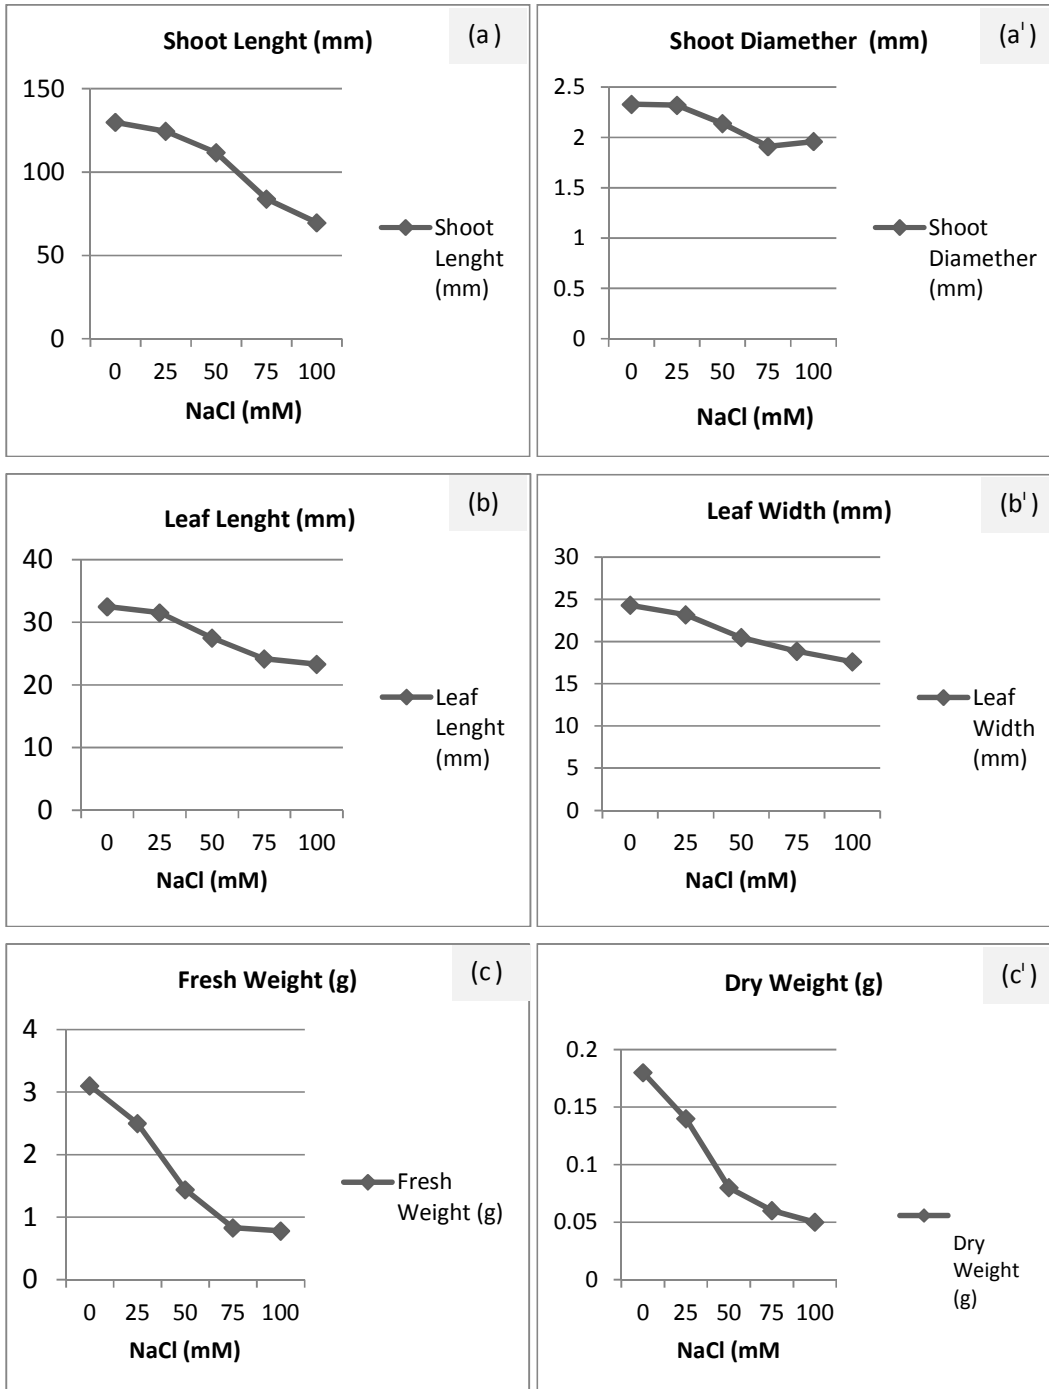 Shoot Lenght (mm)
(a)
150
100
50
0
0 25 50 75 100
NaCl (mM)
Shoot
Lenght
(mm)
Shoot Diamether (mm)
(a')
2.5
2
1.5
1
0.5
0
0 25 50 75 100
NaCl (mM)
Shoot
Diamether
(mm)
Leaf Lenght (mm)
(b)
40
30
20
10
0
0 25 50 75 100
NaCl (mM)
Leaf
Lenght
(mm)
Leaf Width (mm)
(b')
30
25
20
15
10
5
0
0 25 50 75 100
NaCl (mM)
Leaf
Width
(mm)
Fresh Weight (g)
(c)
4
3
2
1
0
0 25 50 75 100
NaCl (mM)
Fresh
Weight (g)
Dry Weight (g)
(c')
0.2
0.15
0.1
0.05
0
0 25 50 75 100
NaCl (mM
Dry
Weight
(g)